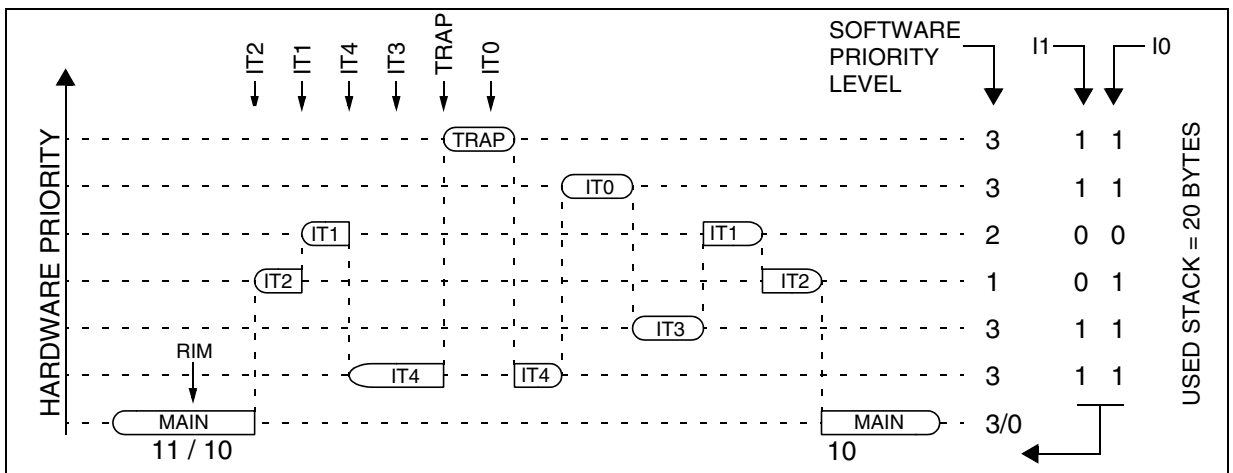 SOFTWARE
PRIORITY
LEVEL
I1
I0
IT2
IT1
IT4
IT3
TRAP
IT0
HARDWARE PRIORITY
USED STACK = 20 BYTES
TRAP
3
1 1
IT0
3
1 1
IT1
IT1
2
0 0
IT2
IT2
1
0 1
IT3
3
1 1
RIM
IT4
IT4
3
1 1
MAIN
MAIN
3/0
11 / 10
10